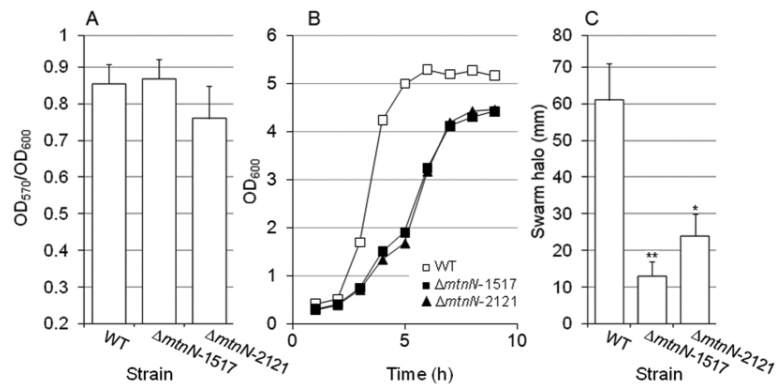 A
OD570/OD600
0.9
1
0.8
0.7
0.6
0.5
0.4
0.3
0.2
WT
ΔmtnN-1517
ΔmtnN-2121
Strain
B
OD600
6
5
4
3
2
1
0
WT
ΔmtnN-1517
ΔmtnN-2121
0
5
10
Time (h)
C
Swarm halo (mm)
80
70
60
50
40
30
20
10
0
**
*
WT
ΔmtnN-1517
ΔmtnN-2121
Strain